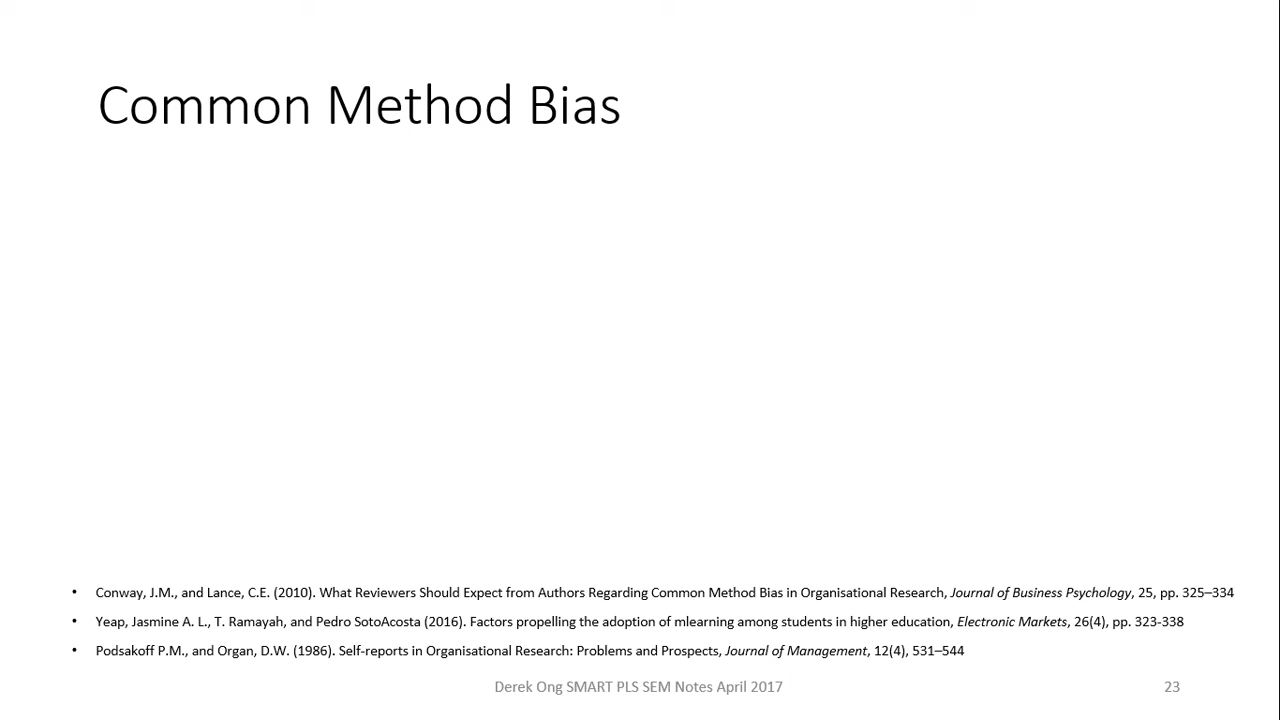 Common Method Bias
• Conway, J.M., and Lance, C.E. (2010). What Reviewers Should Expect from Authors Regarding Common Method Bias in Organisational Research, Journal of Business Psychology, 25, pp. 325–334
• Yeap, Jasmine A. L., T. Ramayah, and Pedro SotoAcosta (2016). Factors propelling the adoption of mlearning among students in higher education, Electronic Markets, 26(4), pp. 323-338
• Podsakoff P.M., and Organ, D.W. (1986). Self-reports in Organisational Research: Problems and Prospects, Journal of Management, 12(4), 531–544
Derek Ong SMART PLS SEM Notes April 2017 23